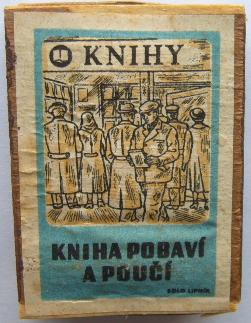 KNIHY
KNIHA POBAVÍ
A POUČÍ
SOLO LIPNÍK